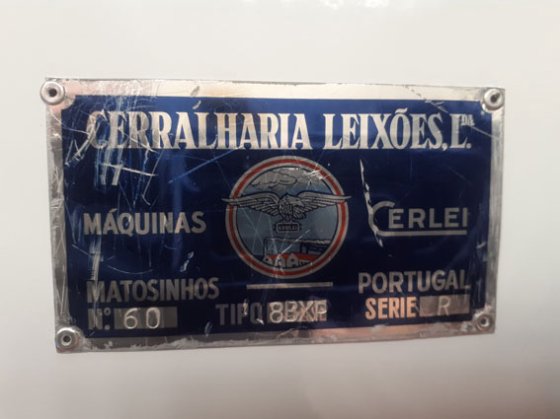 CERRALHARIA LEIXÕES, L.DA
MÁQUINAS
CERLEI
MATOSINHOS
PORTUGAL
N.º 60 TIPO SERIE R